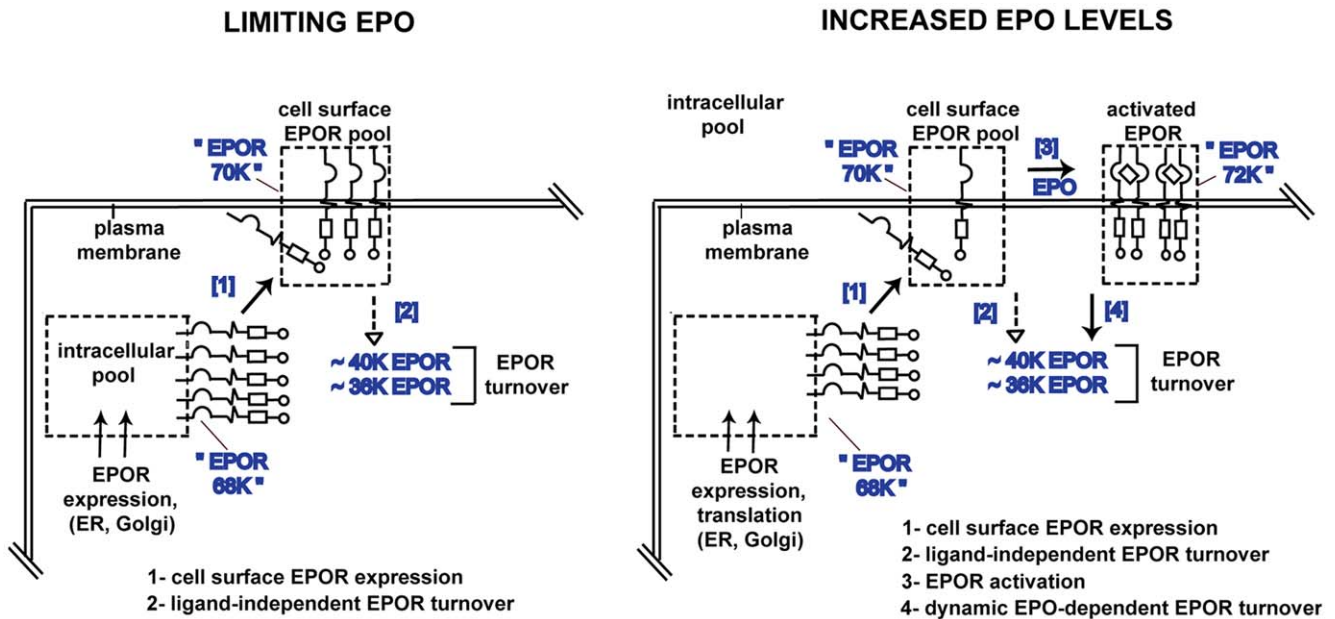 LIMITING EPO
cell surface
EPOR pool
" EPOR
70K "
plasma
membrane
[1]
[2]
intracellular
pool
~ 40K EPOR
~ 36K EPOR
EPOR
turnover
" EPOR
68K "
EPOR
expression,
(ER, Golgi)
1- cell surface EPOR expression
2- ligand-independent EPOR turnover
INCREASED EPO LEVELS
intracellular
pool
cell surface
EPOR pool
activated
EPOR
" EPOR
70K "
[3]
EPO
" EPOR
72K "
plasma
membrane
[1]
[2]
[4]
~ 40K EPOR
~ 36K EPOR
EPOR
turnover
" EPOR
68K "
EPOR
expression,
translation
(ER, Golgi)
1- cell surface EPOR expression
2- ligand-independent EPOR turnover
3- EPOR activation
4- dynamic EPO-dependent EPOR turnover